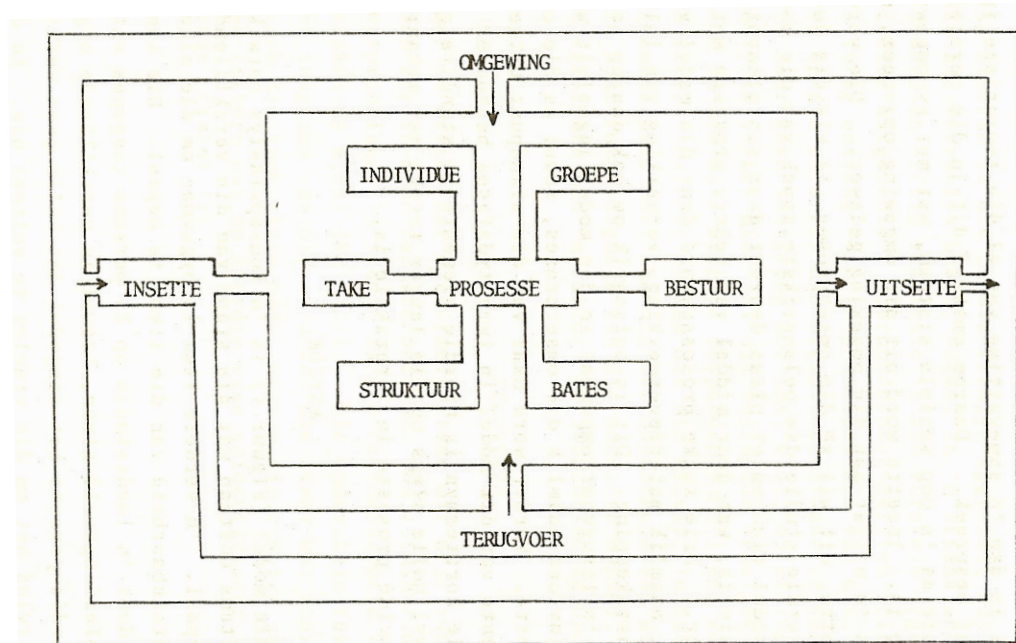 OMGEWING
INDIVIDUE GROEPE
INSETTE TAKE PROSESSE BESTUUR UITSETTE
STRUKTUUR BATES
TERUGVOER